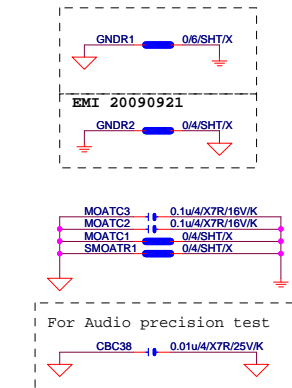 GNDR1 0/6/SHT/X
EMI 20090921
GNDR2 0/4/SHT/X
MOATC3 0.1u/4/X7R/16V/K
MOATC2 0.1u/4/X7R/16V/K
MOATC1 0/4/SHT/X
SMOATR1 0/4/SHT/X
For Audio precision test
CBC38 0.01u/4/X7R/25V/K